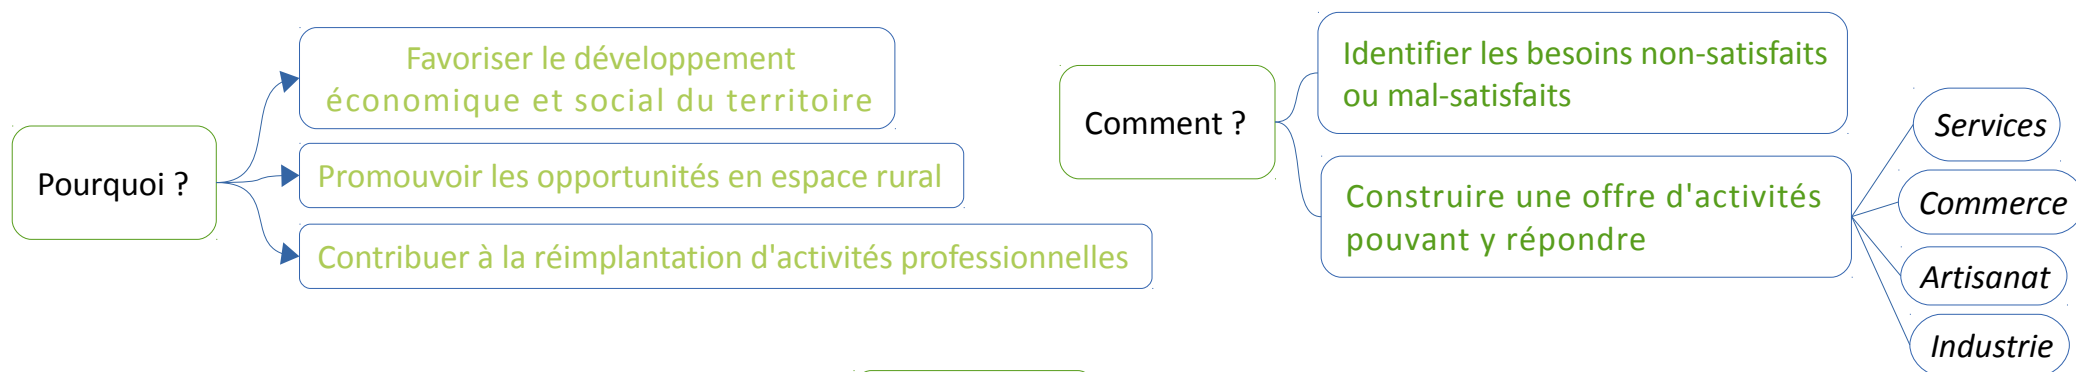 Pourquoi ?
Favoriser le développement
économique et social du territoire
Promouvoir les opportunités en espace rural
Contribuer à la réimplantation d'activités professionnelles
Comment ?
Identifier les besoins non-satisfaits
ou mal-satisfaits
Construire une offre d'activités
pouvant y répondre
Services
Commerce
Artisanat
Industrie